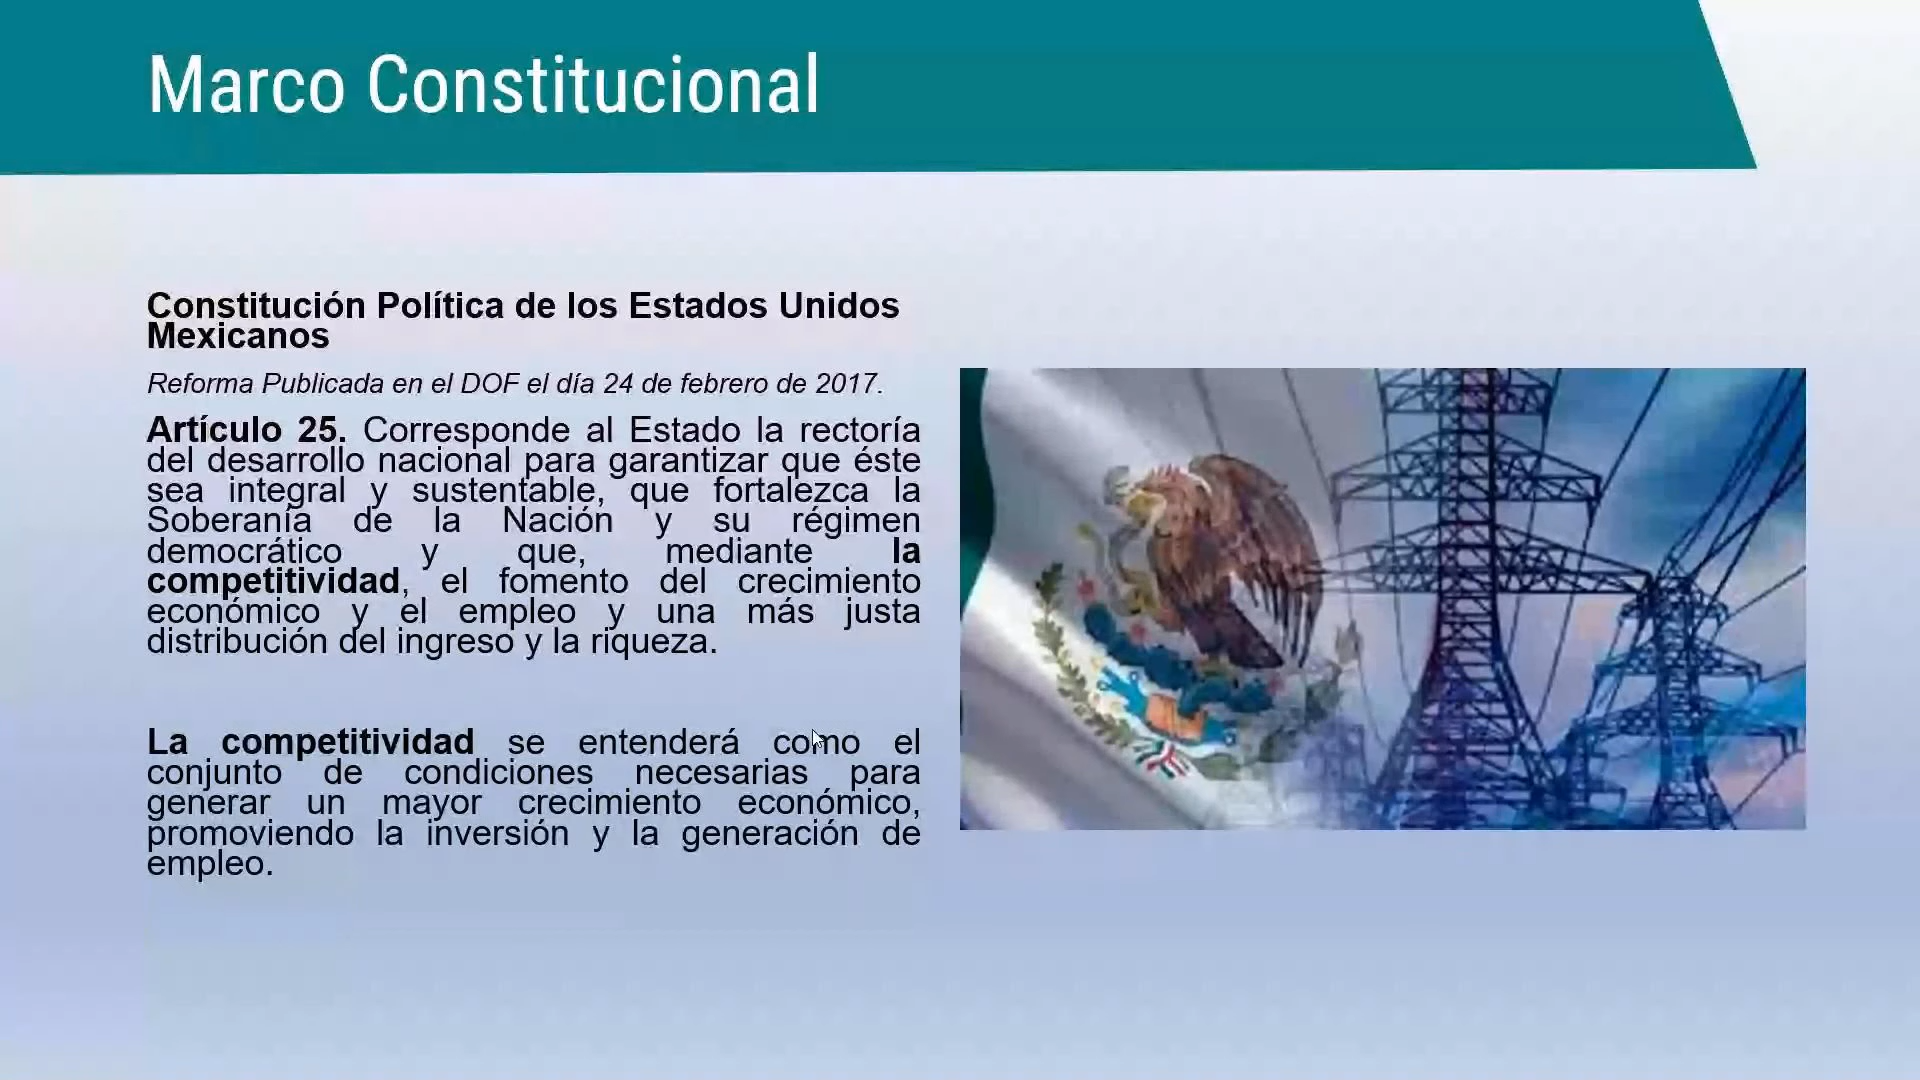 Marco Constitucional
Constitución Política de los Estados Unidos
Mexicanos
Reforma Publicada en el DOF el día 24 de febrero de 2017.
Artículo 25. Corresponde al Estado la rectoría
del desarrollo nacional para garantizar que éste
sea integral y sustentable, que fortalezca la
Soberanía de la Nación y su régimen
democrático y que, mediante la
competitividad, el fomento del crecimiento
económico y el empleo y una más justa
distribución del ingreso y la riqueza.
La competitividad se entenderá como el
conjunto de condiciones necesarias para
generar un mayor crecimiento económico,
promoviendo la inversión y la generación de
empleo.